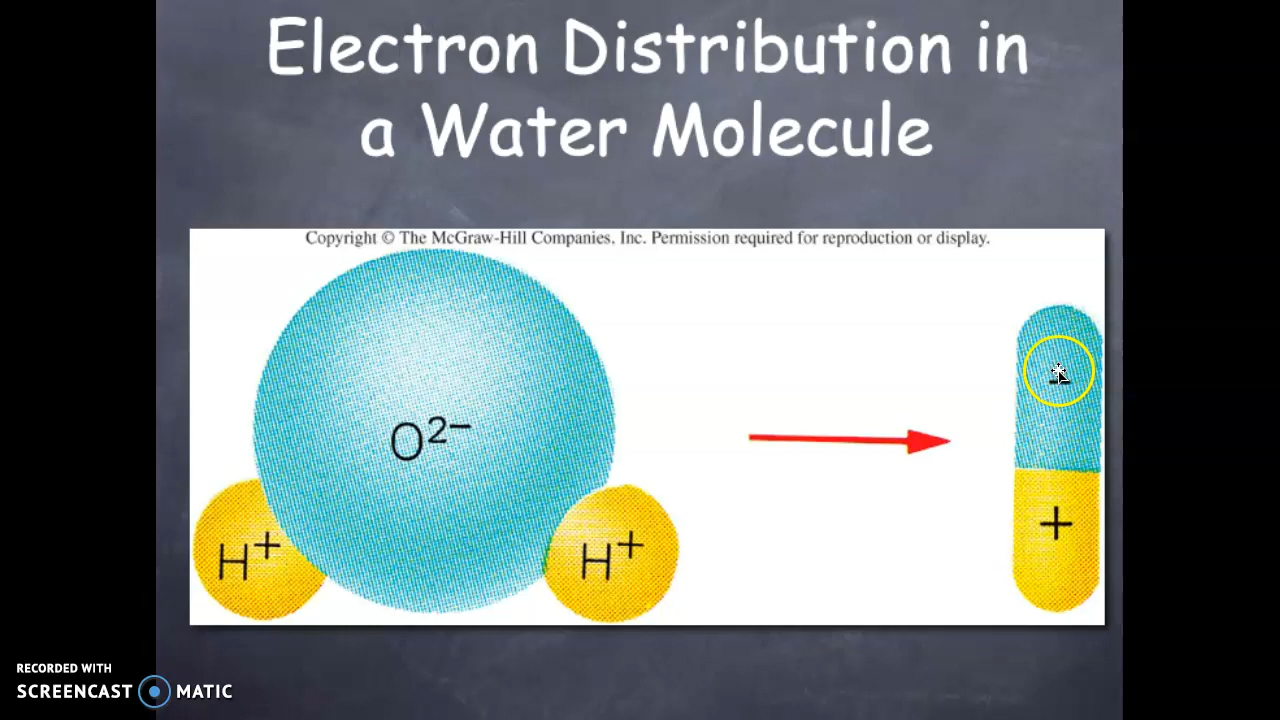 Electron Distribution in
a Water Molecule
Copyright © The McGraw-Hill Companies, Inc. Permission required for reproduction or display.
O²⁻
H⁺
H⁺
−
+
RECORDED WITH
SCREENCAST MATIC